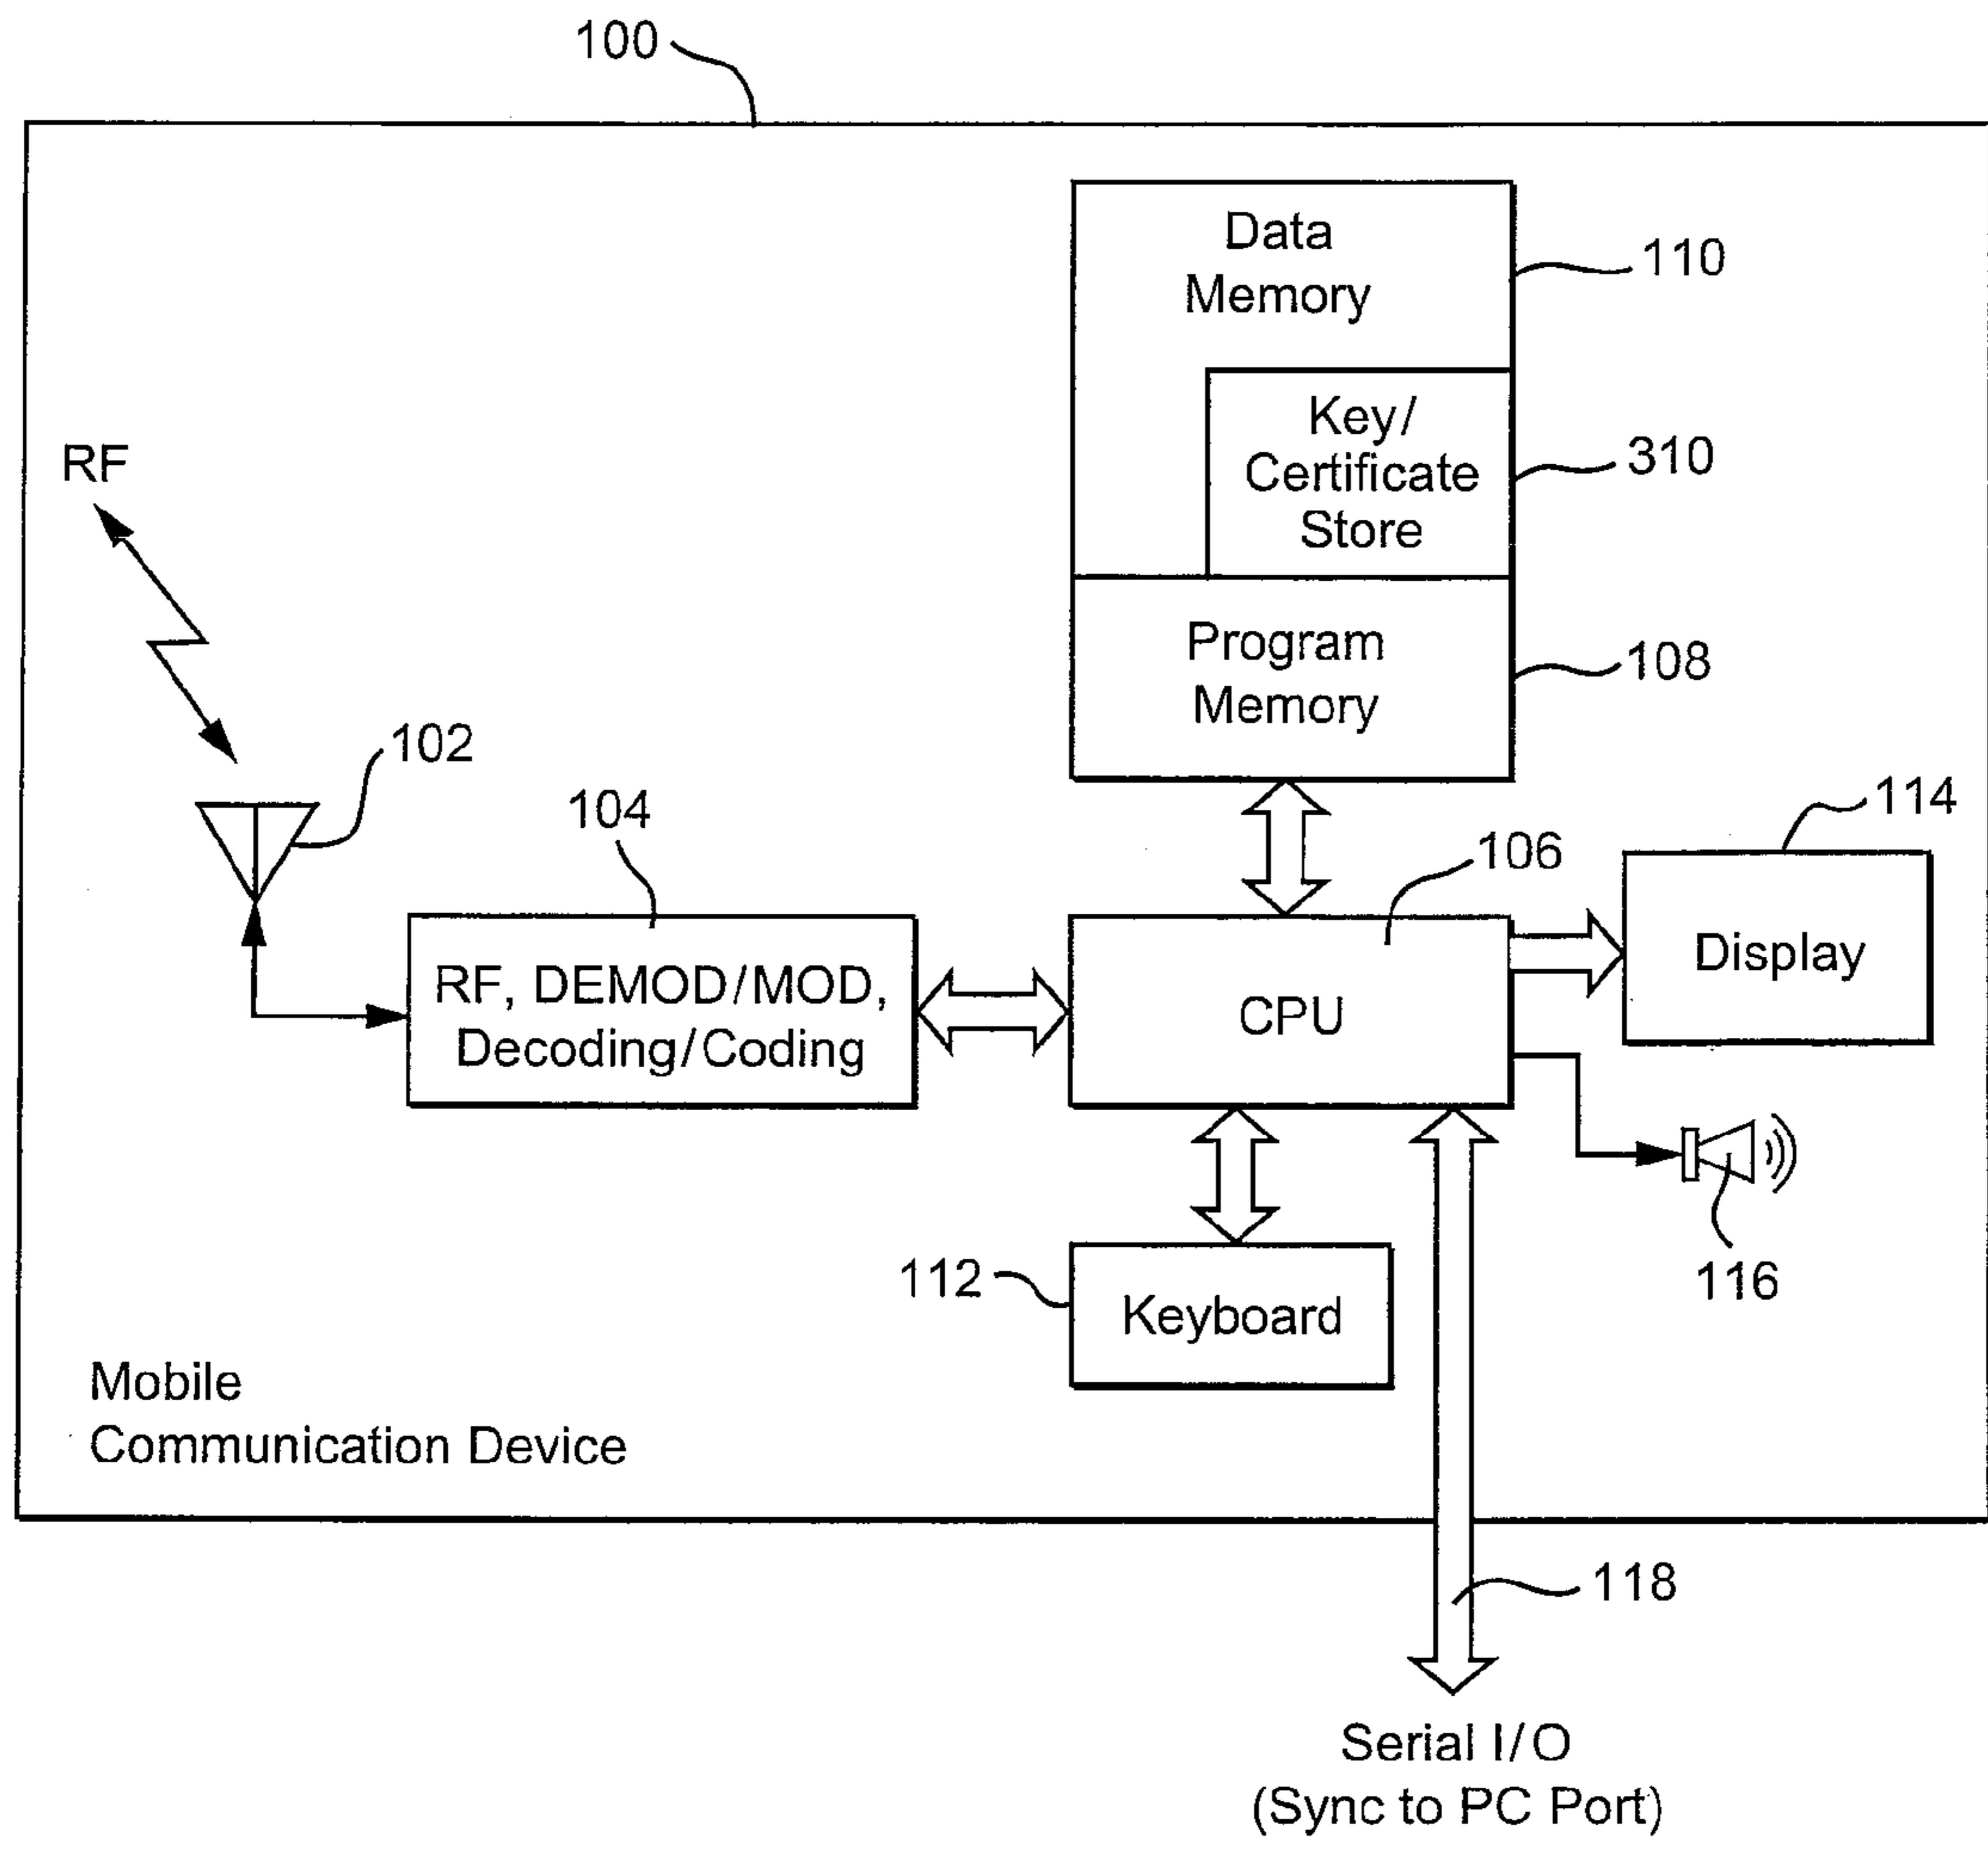 100
Data
Memory
110
Key/
Certificate
Store
310
RF
Program
Memory
108
102
104
114
106
RF, DEMOD/MOD,
Decoding/Coding
CPU
Display
112
Keyboard
116
Mobile
Communication Device
118
Serial I/O
(Sync to PC Port)